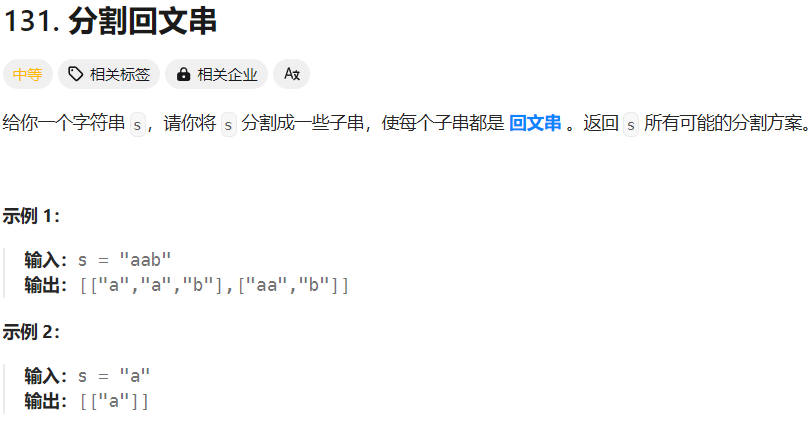 131. 分割回文串
中等 相关标签 相关企业 A文
给你一个字符串 s，请你将 s 分割成一些子串，使每个子串都是 回文串 。返回 s 所有可能的分割方案。
示例 1：
输入：s = "aab"
输出：[["a","a","b"],["aa","b"]]
示例 2：
输入：s = "a"
输出：[["a"]]